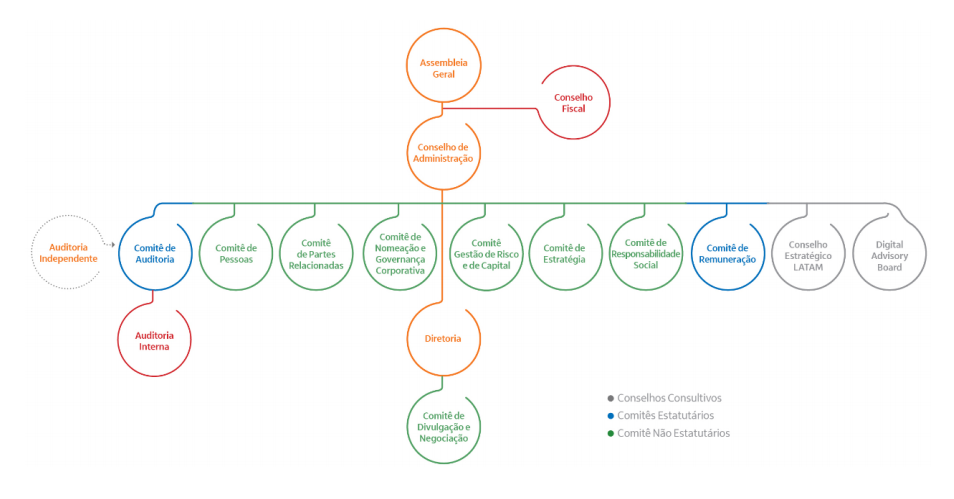 Assembleia
Geral
Conselho
Fiscal
Conselho de
Administração
Auditoria
Independente
Comitê de
Auditoria
Comitê de
Pessoas
Comitê
de Partes
Relacionadas
Comitê de
Nomeação e
Governança
Corporativa
Comitê
Gestão de Risco
e de Capital
Comitê de
Estratégia
Comitê de
Responsabilidade
Social
Comitê de
Remuneração
Conselho
Estratégico
LATAM
Digital
Advisory
Board
Auditoria
Interna
Diretoria
Comitê de
Divulgação e
Negociação
Conselhos Consultivos
Comitês Estatutários
Comitê Não Estatutários